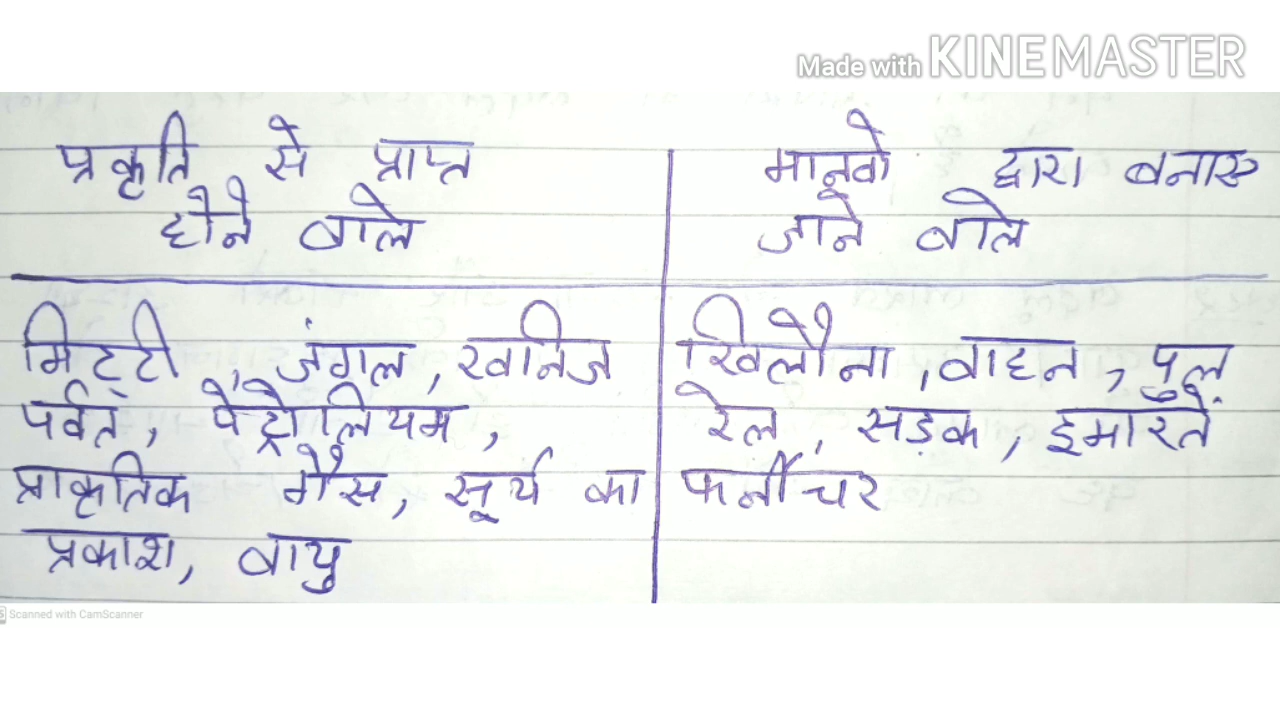 Made with KINEMASTER
प्रकृति से प्राप्त
होने वाले
मानवो द्वारा बनाए
जाने वाले
मिट्टी, जंगल, खनिज
पर्वत, पेट्रोलियम,
प्राकृतिक गैस, सूर्य का
प्रकाश, वायु
खिलौना, वाहन, पुल
रेल, सड़क, इमारतें
फर्नीचर
Scanned with CamScanner